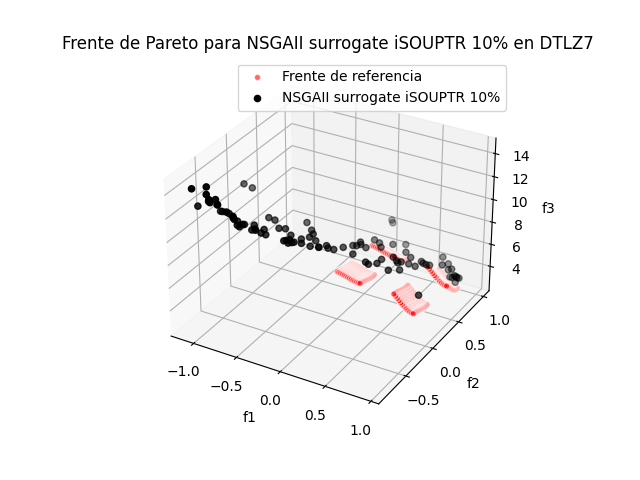 Frente de Pareto para NSGAII surrogate iSOUPTR 10% en DTLZ7
Frente de referencia
NSGAII surrogate iSOUPTR 10%
14
12
10
8
6
4
f3
1.0
0.5
0.0
−0.5
f2
−1.0
−0.5
0.0
0.5
1.0
f1